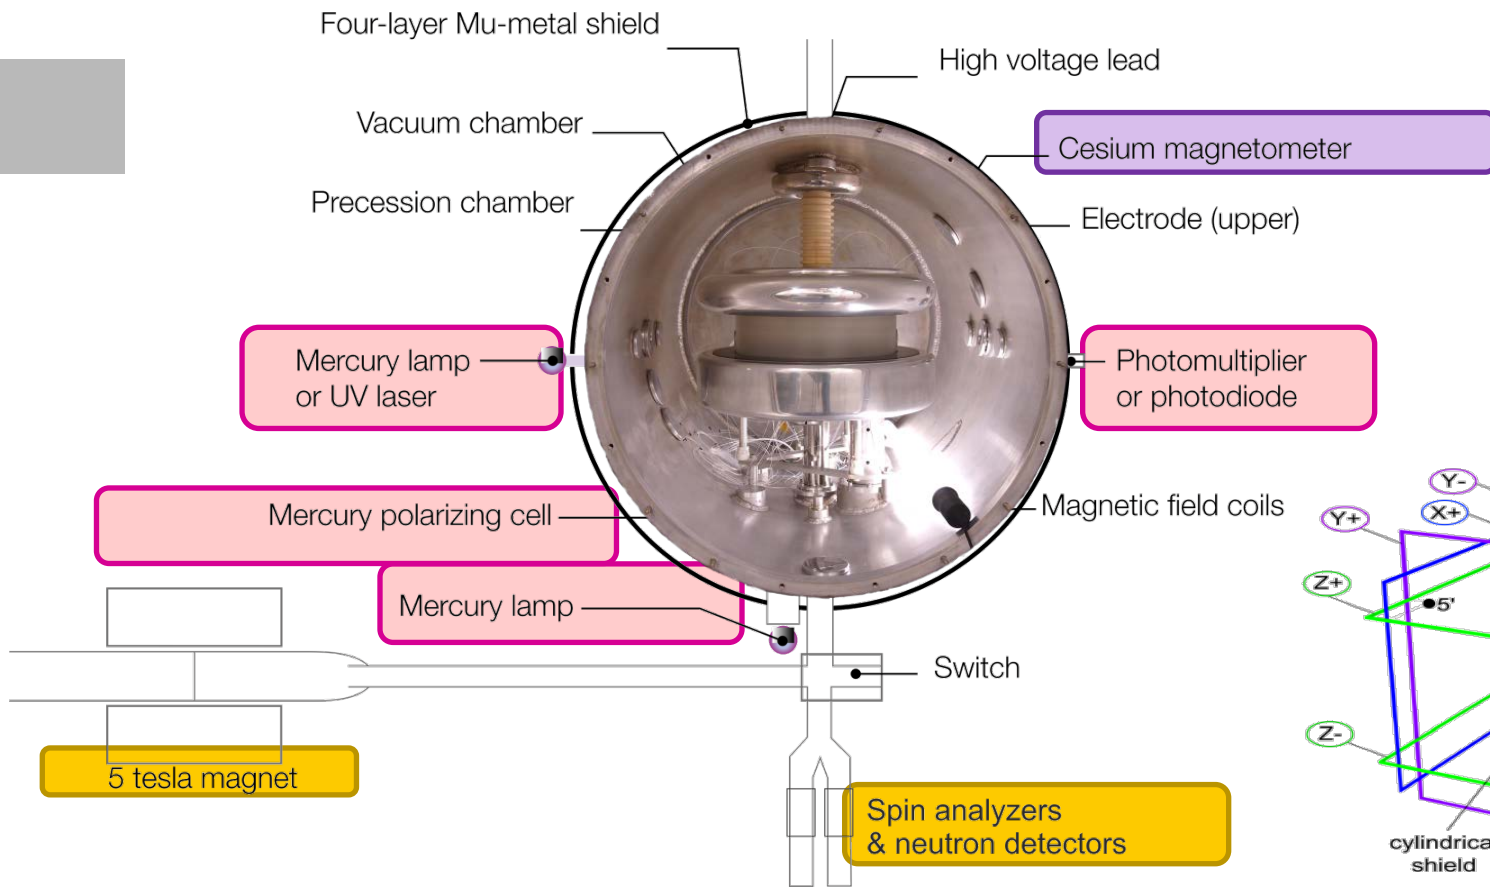 Four-layer Mu-metal shield
High voltage lead
Vacuum chamber
Cesium magnetometer
Precession chamber
Electrode (upper)
Mercury lamp
or UV laser
Photomultiplier
or photodiode
Mercury polarizing cell
Magnetic field coils
Y-
X+
Y+
Z+
5'
Mercury lamp
Switch
Z-
5 tesla magnet
Spin analyzers
& neutron detectors
cylindrica
shield